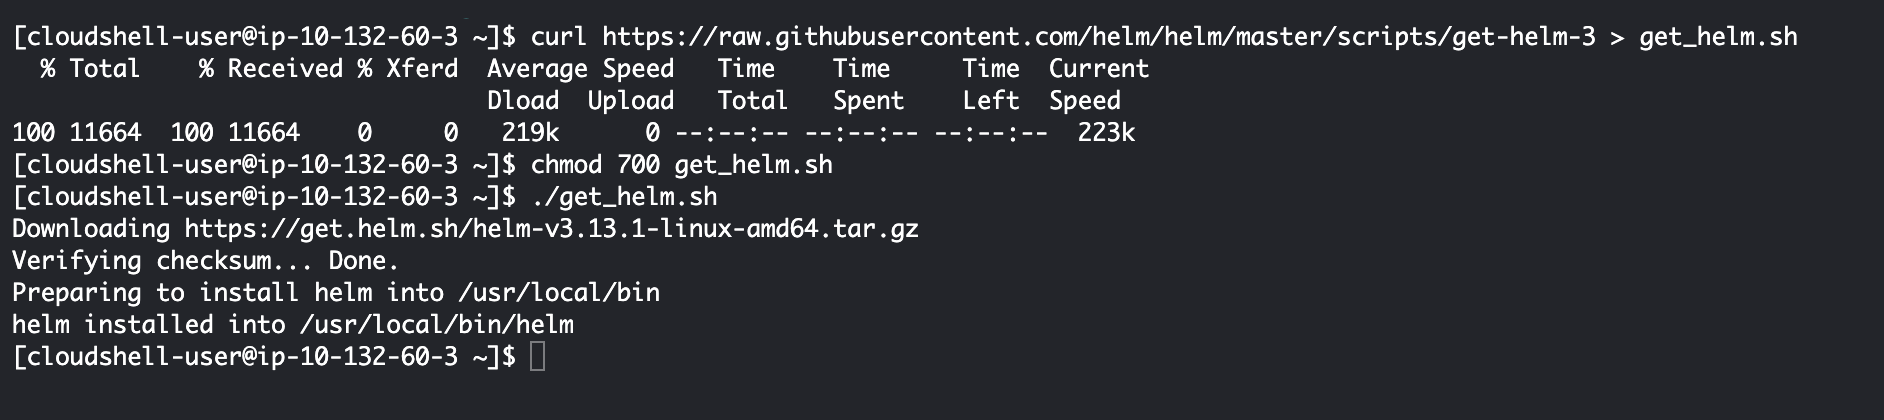 [cloudshell-user@ip-10-132-60-3 ~]$ curl https://raw.githubusercontent.com/helm/helm/master/scripts/get-helm-3 > get_helm.sh
  % Total    % Received % Xferd  Average Speed   Time    Time     Time  Current
                                 Dload  Upload   Total   Spent    Left  Speed
100 11664  100 11664    0     0   219k      0 --:--:-- --:--:-- --:--:--  223k
[cloudshell-user@ip-10-132-60-3 ~]$ chmod 700 get_helm.sh
[cloudshell-user@ip-10-132-60-3 ~]$ ./get_helm.sh
Downloading https://get.helm.sh/helm-v3.13.1-linux-amd64.tar.gz
Verifying checksum... Done.
Preparing to install helm into /usr/local/bin
helm installed into /usr/local/bin/helm
[cloudshell-user@ip-10-132-60-3 ~]$